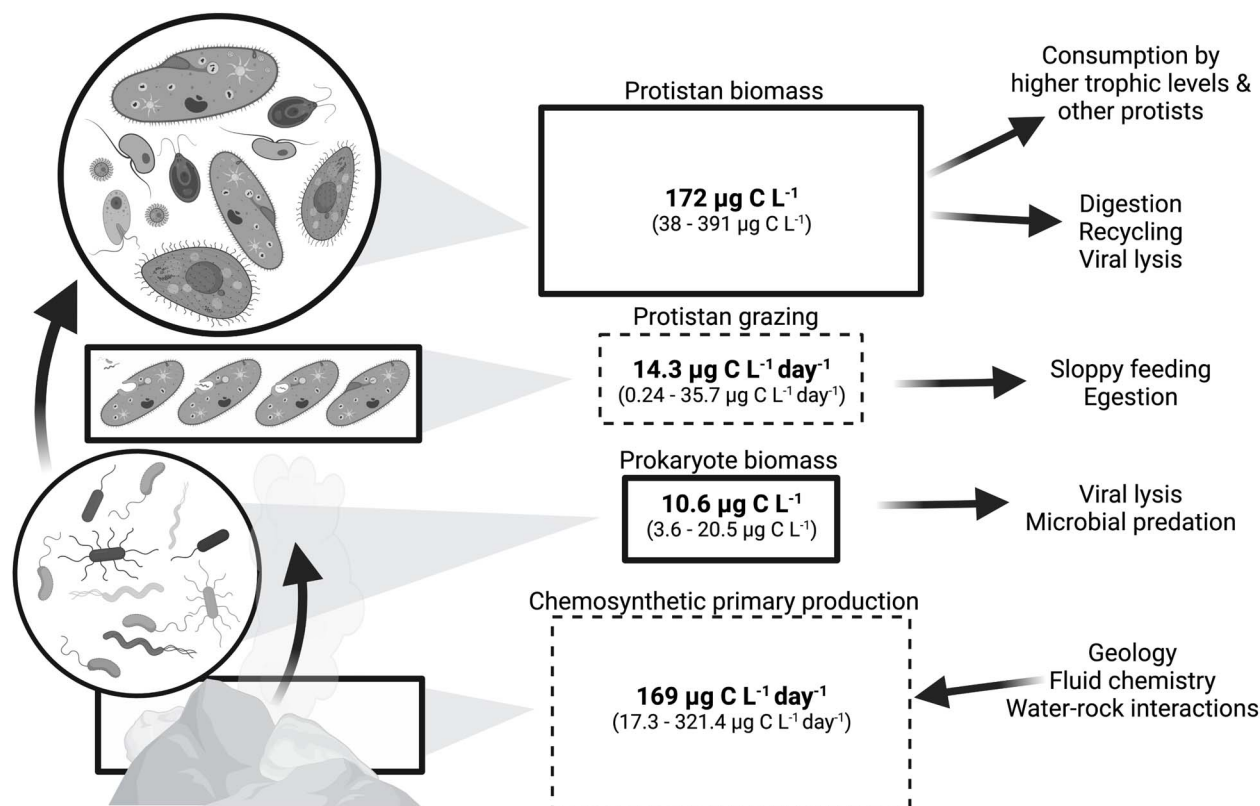 Consumption by
higher trophic levels &
other protists
Protistan biomass
172 µg C L⁻¹
(38 - 391 µg C L⁻¹)
Digestion
Recycling
Viral lysis
Protistan grazing
14.3 µg C L⁻¹ day⁻¹
(0.24 - 35.7 µg C L⁻¹ day⁻¹)
Sloppy feeding
Egestion
Prokaryote biomass
10.6 µg C L⁻¹
(3.6 - 20.5 µg C L⁻¹)
Viral lysis
Microbial predation
Chemosynthetic primary production
169 µg C L⁻¹ day⁻¹
(17.3 - 321.4 µg C L⁻¹ day⁻¹)
Geology
Fluid chemistry
Water-rock interactions